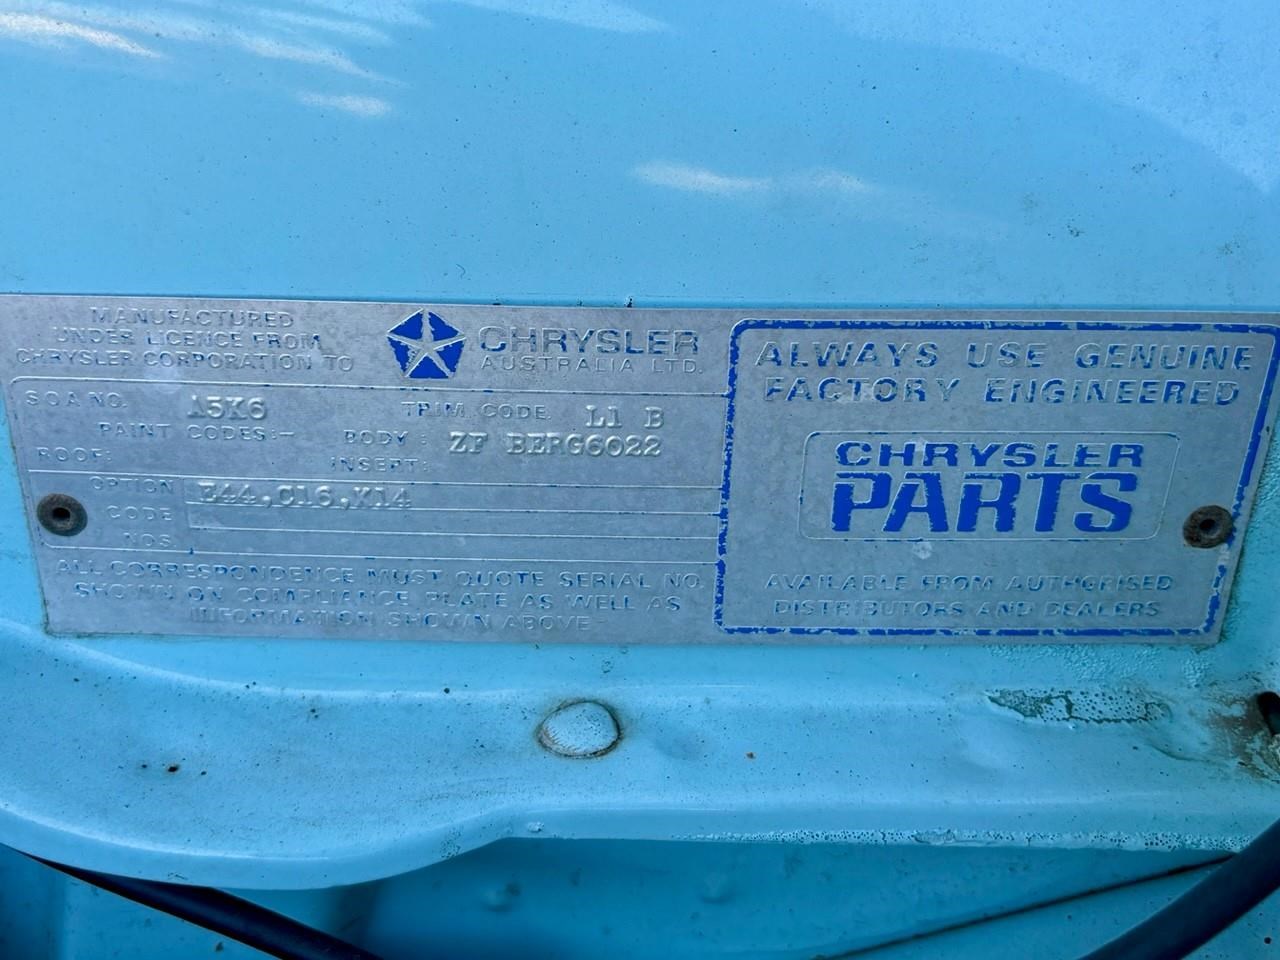 MANUFACTURED
UNDER LICENCE FROM
CHRYSLER CORPORATION TO
CHRYSLER
AUSTRALIA LTD.
S.O.A NO. A5K6 TRIM CODE L1 B
PAINT CODES:- BODY: ZF BERG6022
ROOF: INSERT:
OPTION
CODE
NOS.
E44,C16,X14
ALL CORRESPONDENCE MUST QUOTE SERIAL NO.
SHOWN ON COMPLIANCE PLATE AS WELL AS
INFORMATION SHOWN ABOVE-
ALWAYS USE GENUINE
FACTORY ENGINEERED
CHRYSLER
PARTS
AVAILABLE FROM AUTHORISED
DISTRIBUTORS AND DEALERS